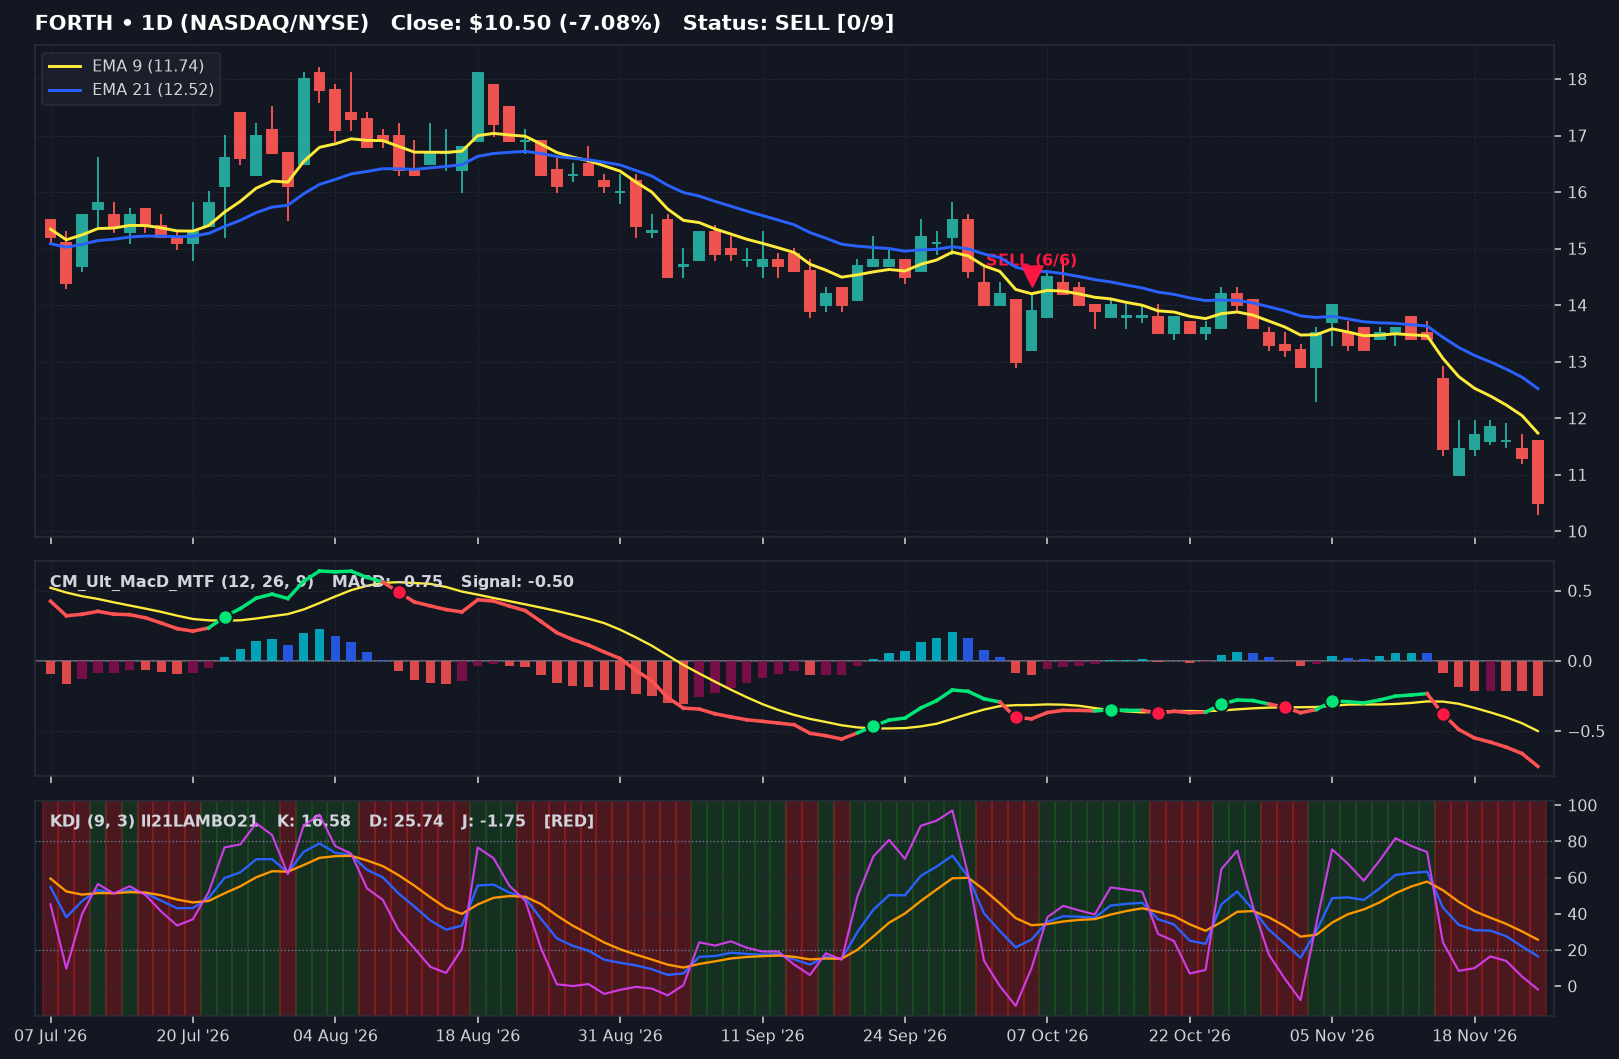 FORTH • 1D (NASDAQ/NYSE)   Close: $10.50 (-7.08%)   Status: SELL [0/9]
EMA 9 (11.74)
EMA 21 (12.52)
SELL (6/6)
18
17
16
15
14
13
12
11
10
CM_Ult_MacD_MTF (12, 26, 9)   MACD: -0.75   Signal: -0.50
0.5
0.0
−0.5
KDJ (9, 3) II21LAMBO21   K: 16.58   D: 25.74   J: -1.75   [RED]
100
80
60
40
20
0
07 Jul '26
20 Jul '26
04 Aug '26
18 Aug '26
31 Aug '26
11 Sep '26
24 Sep '26
07 Oct '26
22 Oct '26
05 Nov '26
18 Nov '26